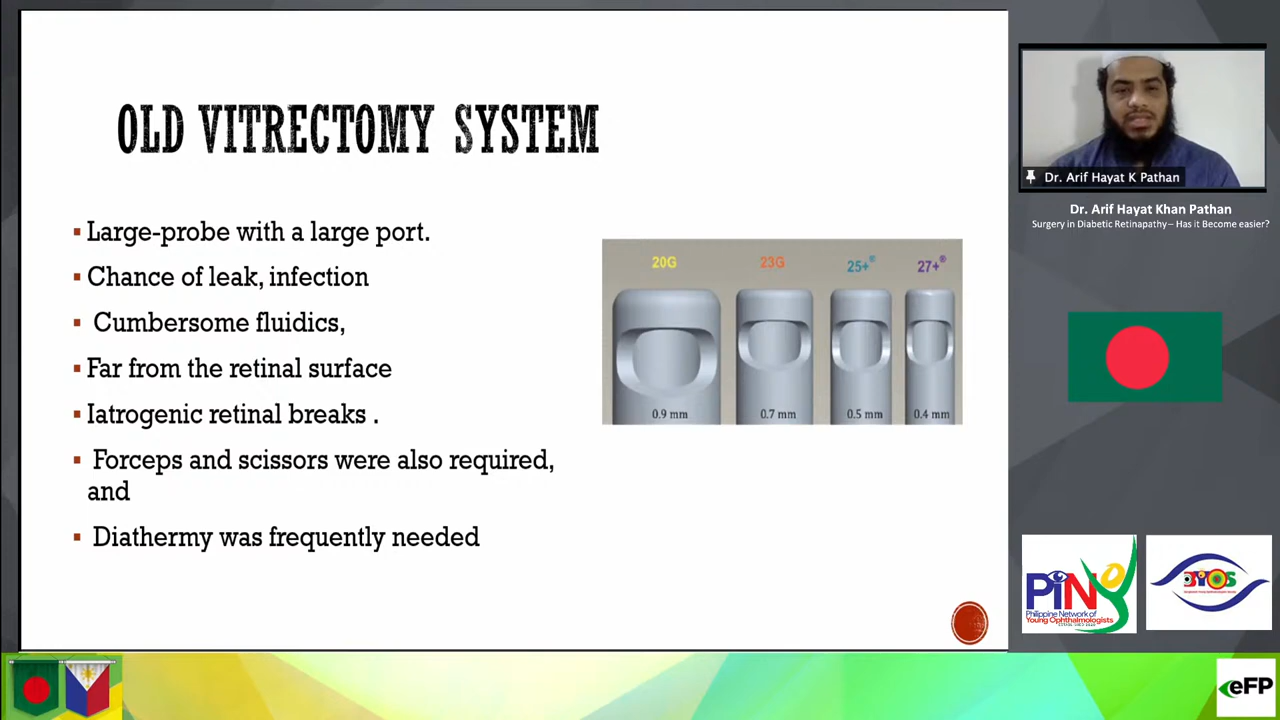 OLD VITRECTOMY SYSTEM
▪ Large-probe with a large port.
▪ Chance of leak, infection
▪ Cumbersome fluidics,
▪ Far from the retinal surface
▪ Iatrogenic retinal breaks .
▪ Forceps and scissors were also required,
and
▪ Diathermy was frequently needed
20G 23G 25+® 27+®
0.9 mm 0.7 mm 0.5 mm 0.4 mm
Dr. Arif Hayat K Pathan
Dr. Arif Hayat Khan Pathan
Surgery in Diabetic Retinapathy – Has it Become easier?
PiNY
Philippine Network of
Young Ophthalmologists
BYOS
eFP